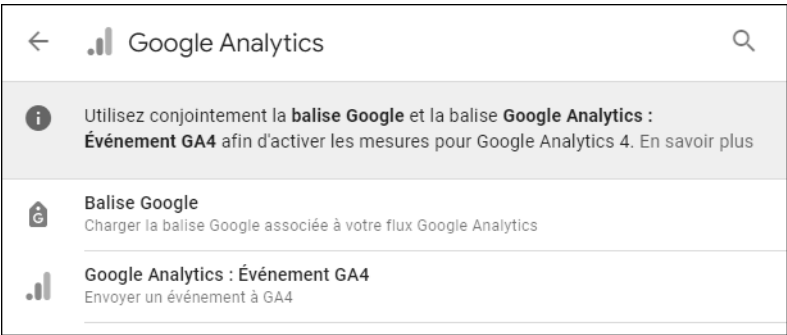 Google Analytics
Utilisez conjointement la balise Google et la balise Google Analytics :
Événement GA4 afin d'activer les mesures pour Google Analytics 4. En savoir plus
Balise Google
Charger la balise Google associée à votre flux Google Analytics
Google Analytics : Événement GA4
Envoyer un événement à GA4